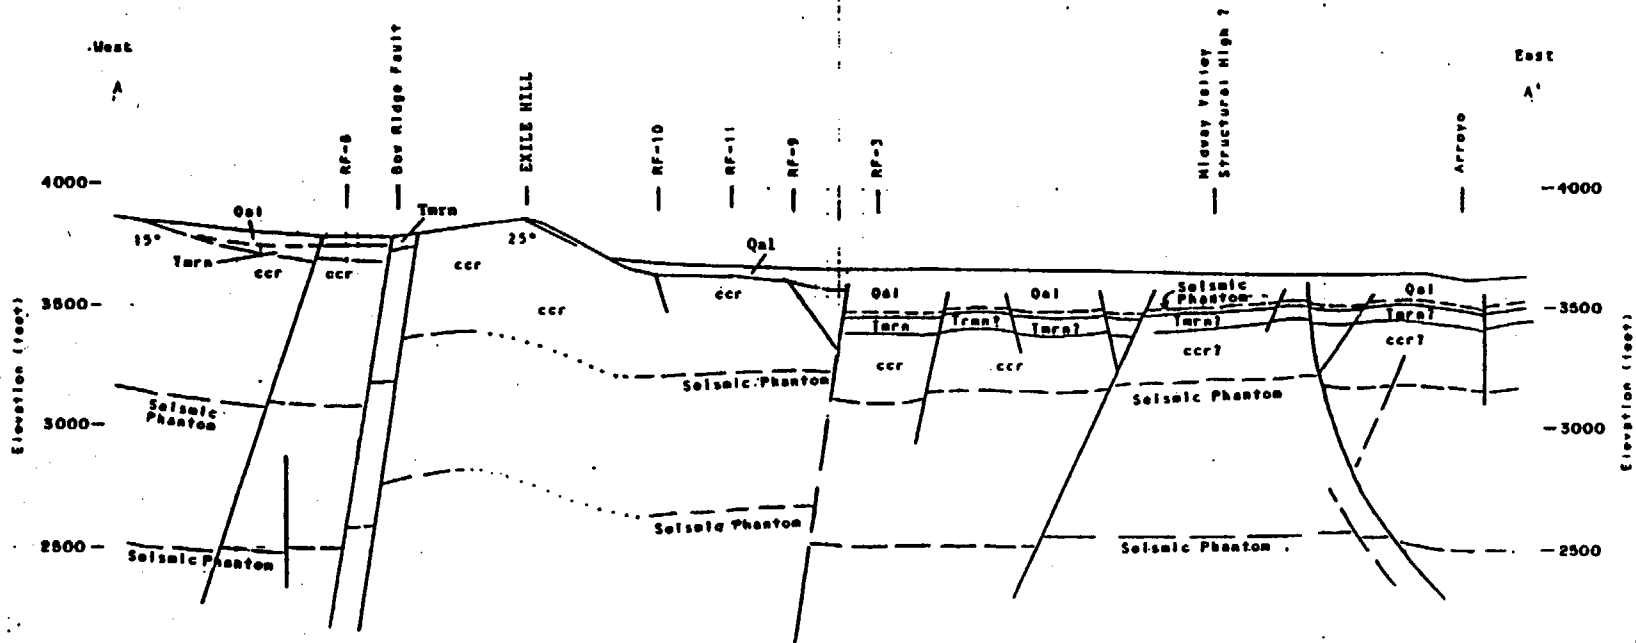 West
East
A
A'
RF-8
Bow Ridge Fault
EXILE HILL
RF-10
RF-11
RF-9
RF-3
Midway Valley
Structural High ?
Arroyo
4000-
-4000
Qal
Tmrn
15°
25°
Tmrn
ccr
ccr
ccr
ccr
ccr
Qal
Qal
Qal
Seismic
Phantom
Qal
3500-
-3500
Tmrn
Tmrn?
Tmrn?
Tmrn?
Tmrn?
ccr
ccr
ccr?
ccr?
Seismic Phantom
Seismic Phantom
Seismic
Phantom
3000-
-3000
Elevation (feet)
Elevation (feet)
Seismic Phantom
Seismic Phantom
Seismic Phantom
2500-
-2500